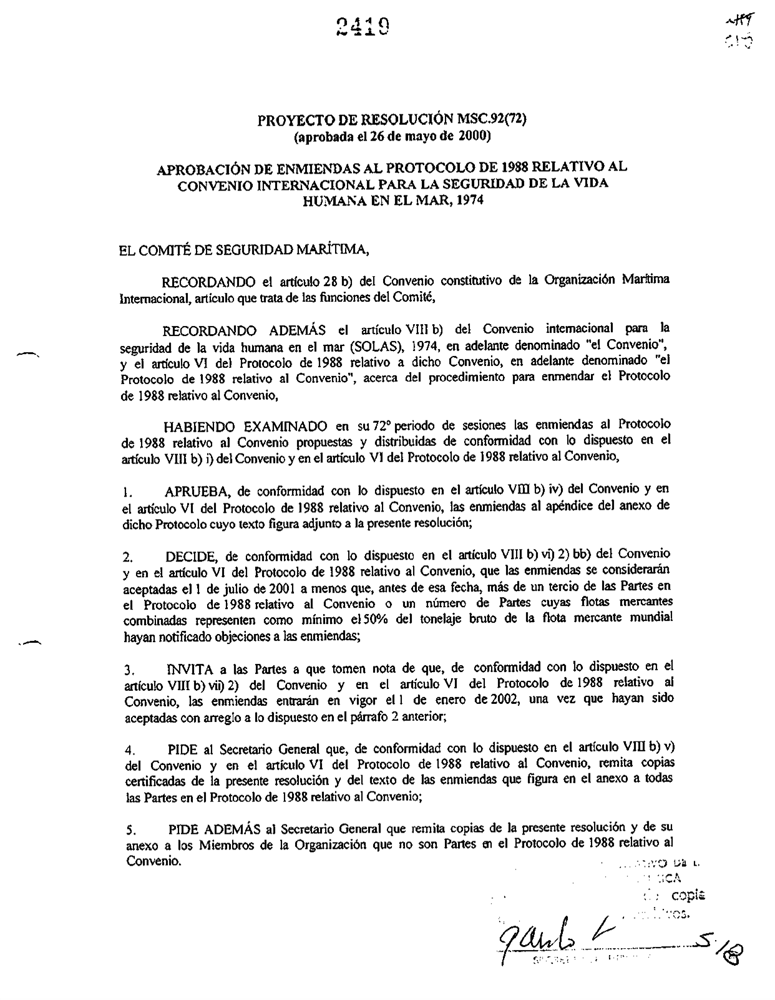 2419
PROYECTO DE RESOLUCIÓN MSC.92(72)
(aprobada el 26 de mayo de 2000)
APROBACIÓN DE ENMIENDAS AL PROTOCOLO DE 1988 RELATIVO AL
CONVENIO INTERNACIONAL PARA LA SEGURIDAD DE LA VIDA
HUMANA EN EL MAR, 1974
EL COMITÉ DE SEGURIDAD MARÍTIMA,
RECORDANDO el artículo 28 b) del Convenio constitutivo de la Organización Marítima
Internacional, artículo que trata de las funciones del Comité,
RECORDANDO ADEMÁS el artículo VIII b) del Convenio internacional para la
seguridad de la vida humana en el mar (SOLAS), 1974, en adelante denominado "el Convenio",
y el artículo VI del Protocolo de 1988 relativo a dicho Convenio, en adelante denominado "el
Protocolo de 1988 relativo al Convenio", acerca del procedimiento para enmendar el Protocolo
de 1988 relativo al Convenio,
HABIENDO EXAMINADO en su 72º periodo de sesiones las enmiendas al Protocolo
de 1988 relativo al Convenio propuestas y distribuidas de conformidad con lo dispuesto en el
artículo VIII b) i) del Convenio y en el artículo VI del Protocolo de 1988 relativo al Convenio,
1. APRUEBA, de conformidad con lo dispuesto en el artículo VIII b) iv) del Convenio y en
el artículo VI del Protocolo de 1988 relativo al Convenio, las enmiendas al apéndice del anexo de
dicho Protocolo cuyo texto figura adjunto a la presente resolución;
2. DECIDE, de conformidad con lo dispuesto en el artículo VIII b) vi) 2) bb) del Convenio
y en el artículo VI del Protocolo de 1988 relativo al Convenio, que las enmiendas se considerarán
aceptadas el 1 de julio de 2001 a menos que, antes de esa fecha, más de un tercio de las Partes en
el Protocolo de 1988 relativo al Convenio o un número de Partes cuyas flotas mercantes
combinadas representen como mínimo el 50% del tonelaje bruto de la flota mercante mundial
hayan notificado objeciones a las enmiendas;
3. INVITA a las Partes a que tomen nota de que, de conformidad con lo dispuesto en el
artículo VIII b) vii) 2) del Convenio y en el artículo VI del Protocolo de 1988 relativo al
Convenio, las enmiendas entrarán en vigor el 1 de enero de 2002, una vez que hayan sido
aceptadas con arreglo a lo dispuesto en el párrafo 2 anterior;
4. PIDE al Secretario General que, de conformidad con lo dispuesto en el artículo VIII b) v)
del Convenio y en el artículo VI del Protocolo de 1988 relativo al Convenio, remita copias
certificadas de la presente resolución y del texto de las enmiendas que figura en el anexo a todas
las Partes en el Protocolo de 1988 relativo al Convenio;
5. PIDE ADEMÁS al Secretario General que remita copias de la presente resolución y de su
anexo a los Miembros de la Organización que no son Partes en el Protocolo de 1988 relativo al
Convenio.
copia